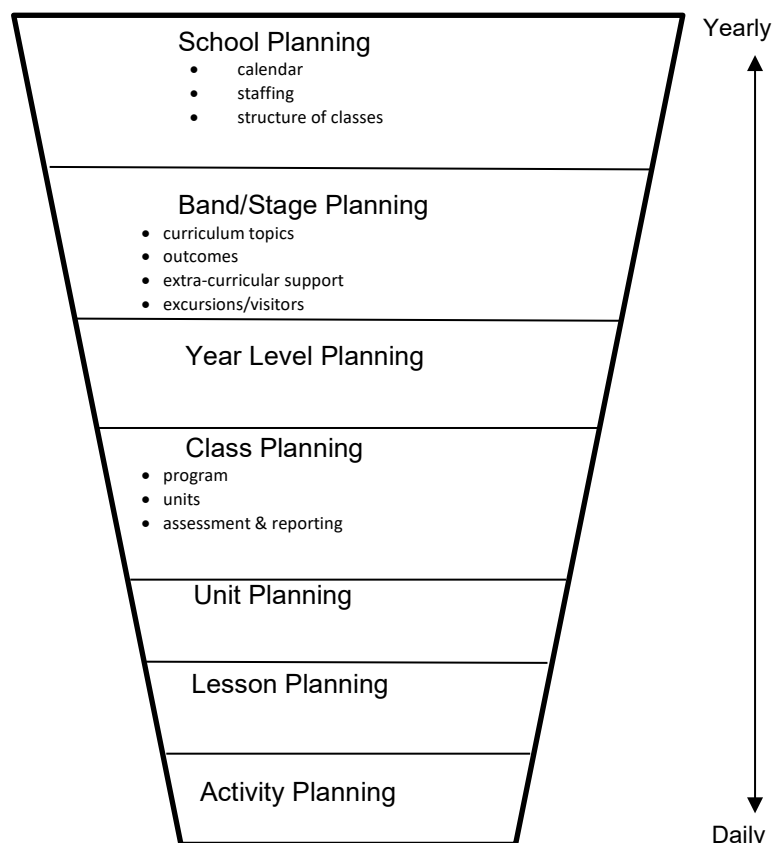 Yearly
School Planning
• calendar
• staffing
• structure of classes
Band/Stage Planning
• curriculum topics
• outcomes
• extra-curricular support
• excursions/visitors
Year Level Planning
Class Planning
• program
• units
• assessment & reporting
Unit Planning
Lesson Planning
Activity Planning
Daily